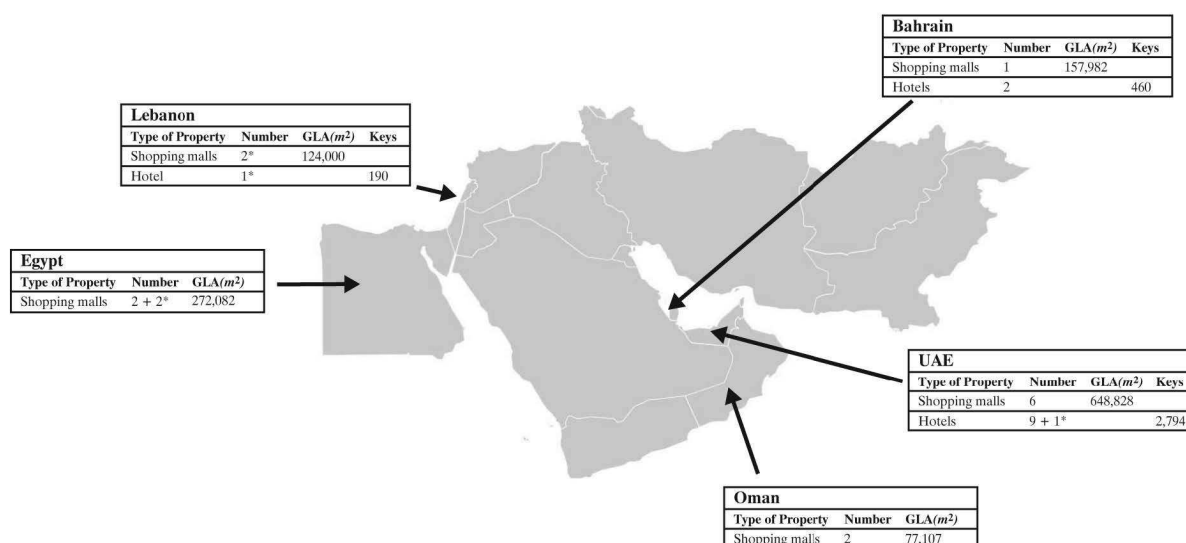 Bahrain
Type of Property Number GLA(m²) Keys
Shopping malls 1 157,982
Hotels 2 460
Lebanon
Type of Property Number GLA(m²) Keys
Shopping malls 2* 124,000
Hotel 1* 190
Egypt
Type of Property Number GLA(m²)
Shopping malls 2 + 2* 272,082
UAE
Type of Property Number GLA(m²) Keys
Shopping malls 6 648,828
Hotels 9 + 1* 2,794
Oman
Type of Property Number GLA(m²)
Shopping malls 2 77,107